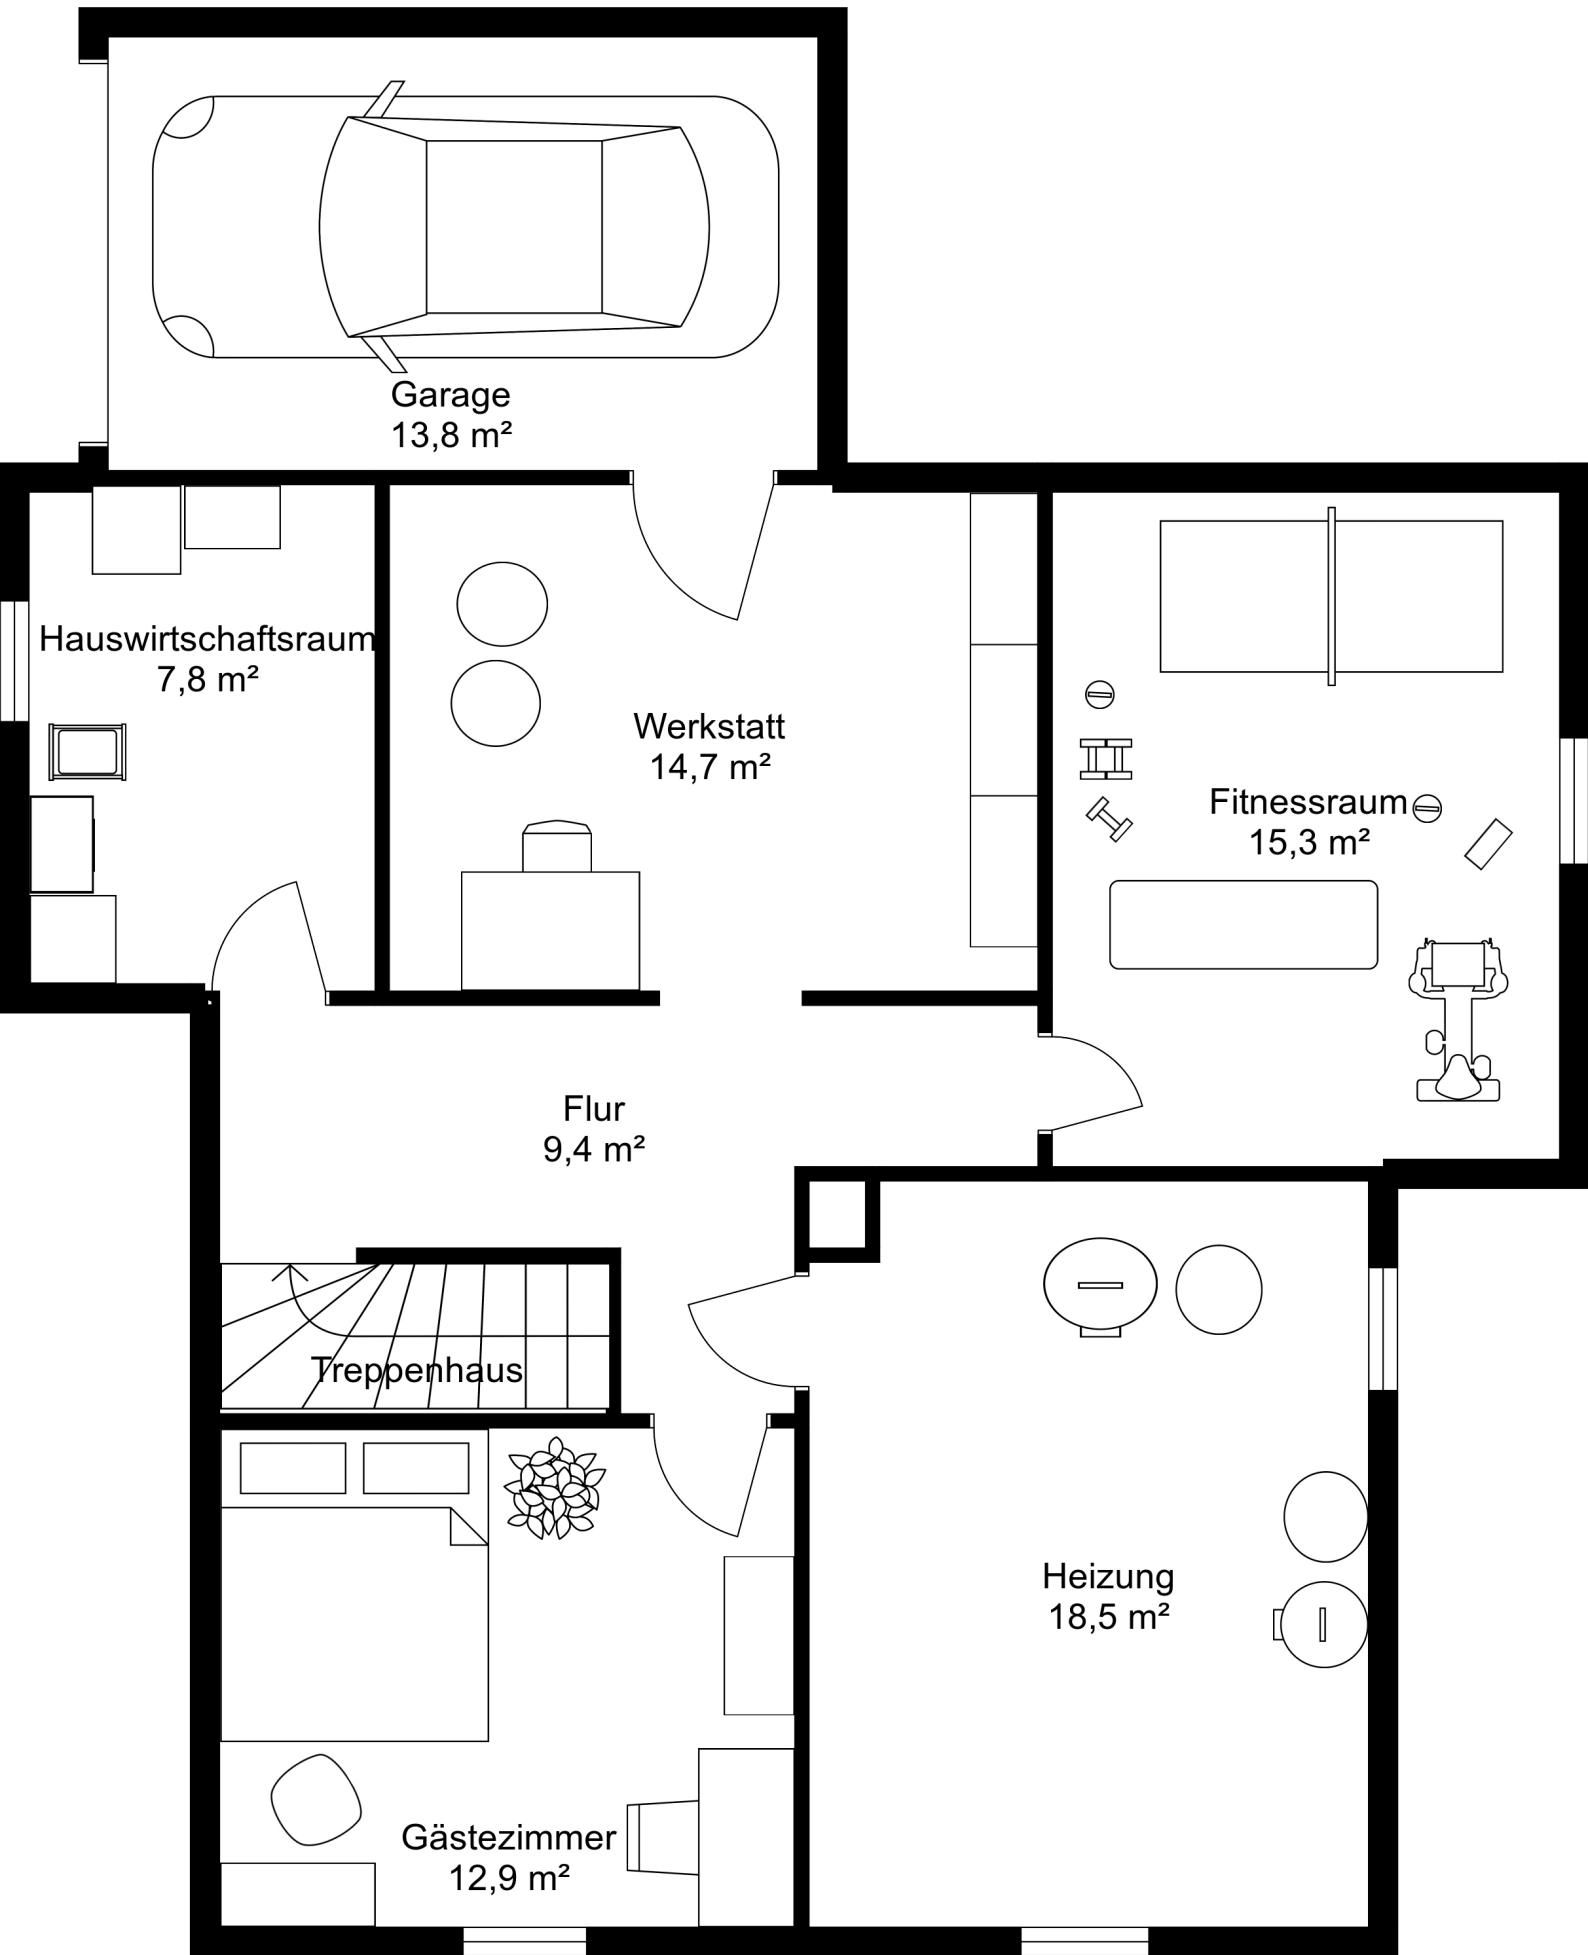 Garage
13,8 m²
Hauswirtschaftsraum
7,8 m²
Werkstatt
14,7 m²
Fitnessraum
15,3 m²
Flur
9,4 m²
Treppenhaus
Heizung
18,5 m²
Gästezimmer
12,9 m²